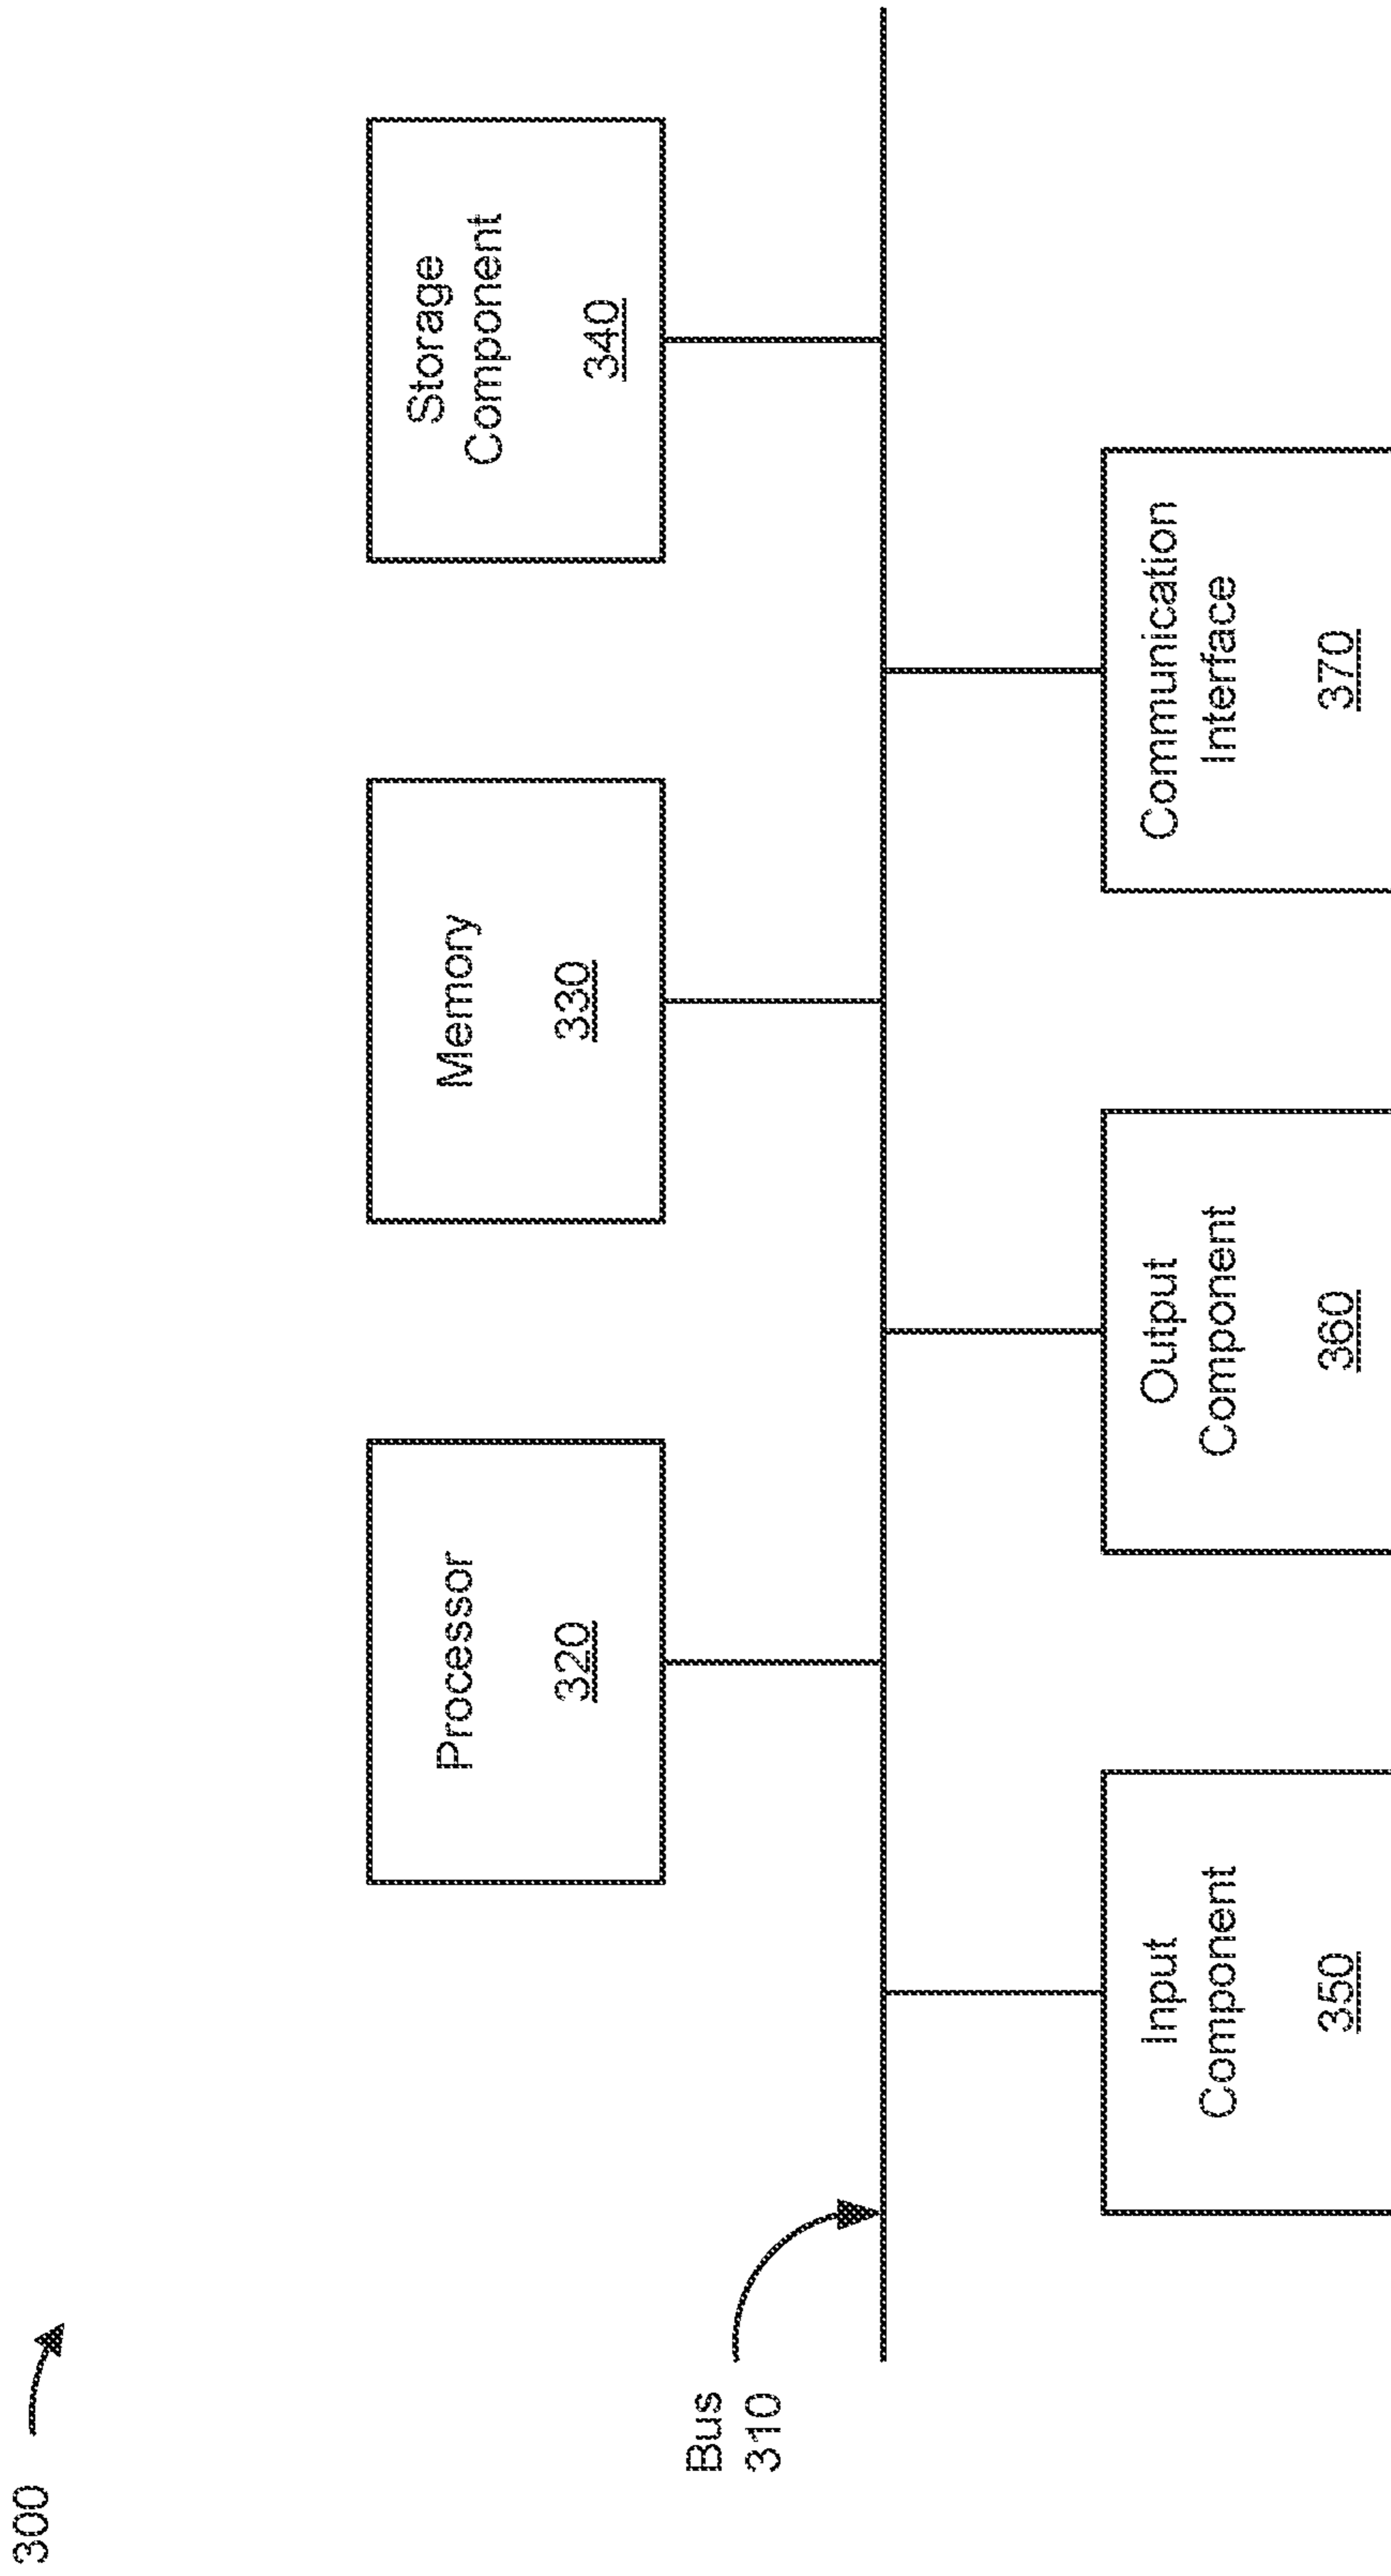 300
Processor
320
Memory
330
Storage
Component
340
Bus
310
Input
Component
350
Output
Component
360
Communication
Interface
370